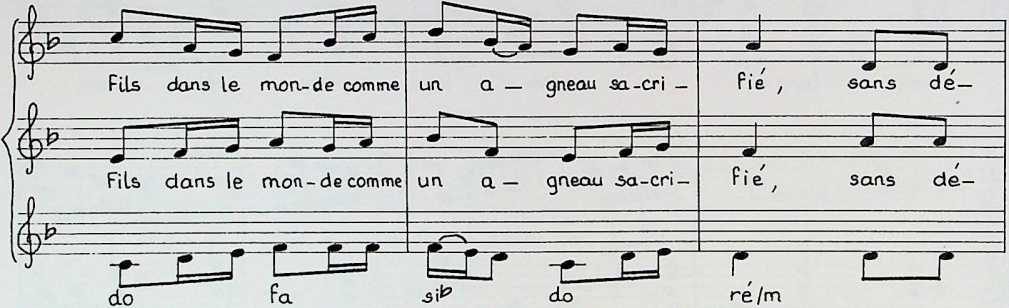 Fils dans le mon-de comme un a — gneau sa-cri — fié, sans dé—
Fils dans le mon-de comme un a — gneau sa-cri — fié, sans dé—
do fa sib do ré/m